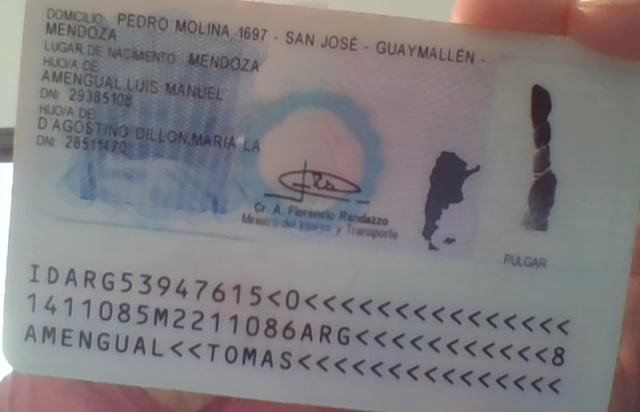 DOMICILIO: PEDRO MOLINA 1697 - SAN JOSÉ - GUAYMALLÉN -
MENDOZA
LUGAR DE NACIMIENTO: MENDOZA
HIJO/A DE:
AMENGUAL,LUIS MANUEL
DNI: 29385108
HIJO/A DE:
D AGOSTINO DILLON,MARIA LA
DNI: 28511470
Cr. A. Florencio Randazzo
Ministro del Interior y Transporte
PULGAR
IDARG53947615<0<<<<<<<<<<<<<<<
1411085M2211086ARG<<<<<<<<<<<8
AMENGUAL<<TOMAS<<<<<<<<<<<<<<<